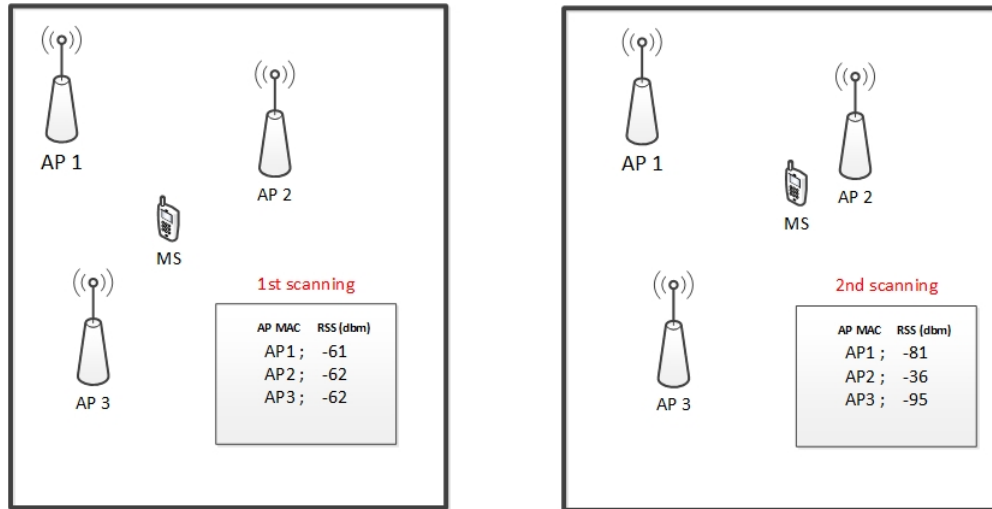 AP 1
AP 2
MS
1st scanning
AP MAC RSS (dbm)
AP1 ; -61
AP2 ; -62
AP3 ; -62
AP 3
AP 1
AP 2
MS
2nd scanning
AP MAC RSS (dbm)
AP1 ; -81
AP2 ; -36
AP3 ; -95
AP 3